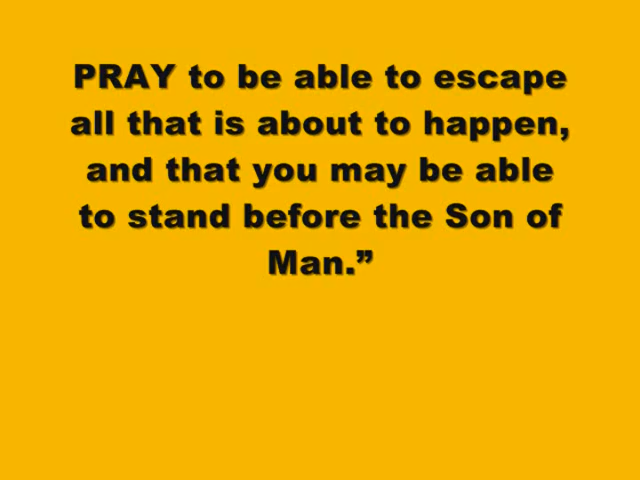 PRAY to be able to escape
all that is about to happen,
and that you may be able
to stand before the Son of
Man.”